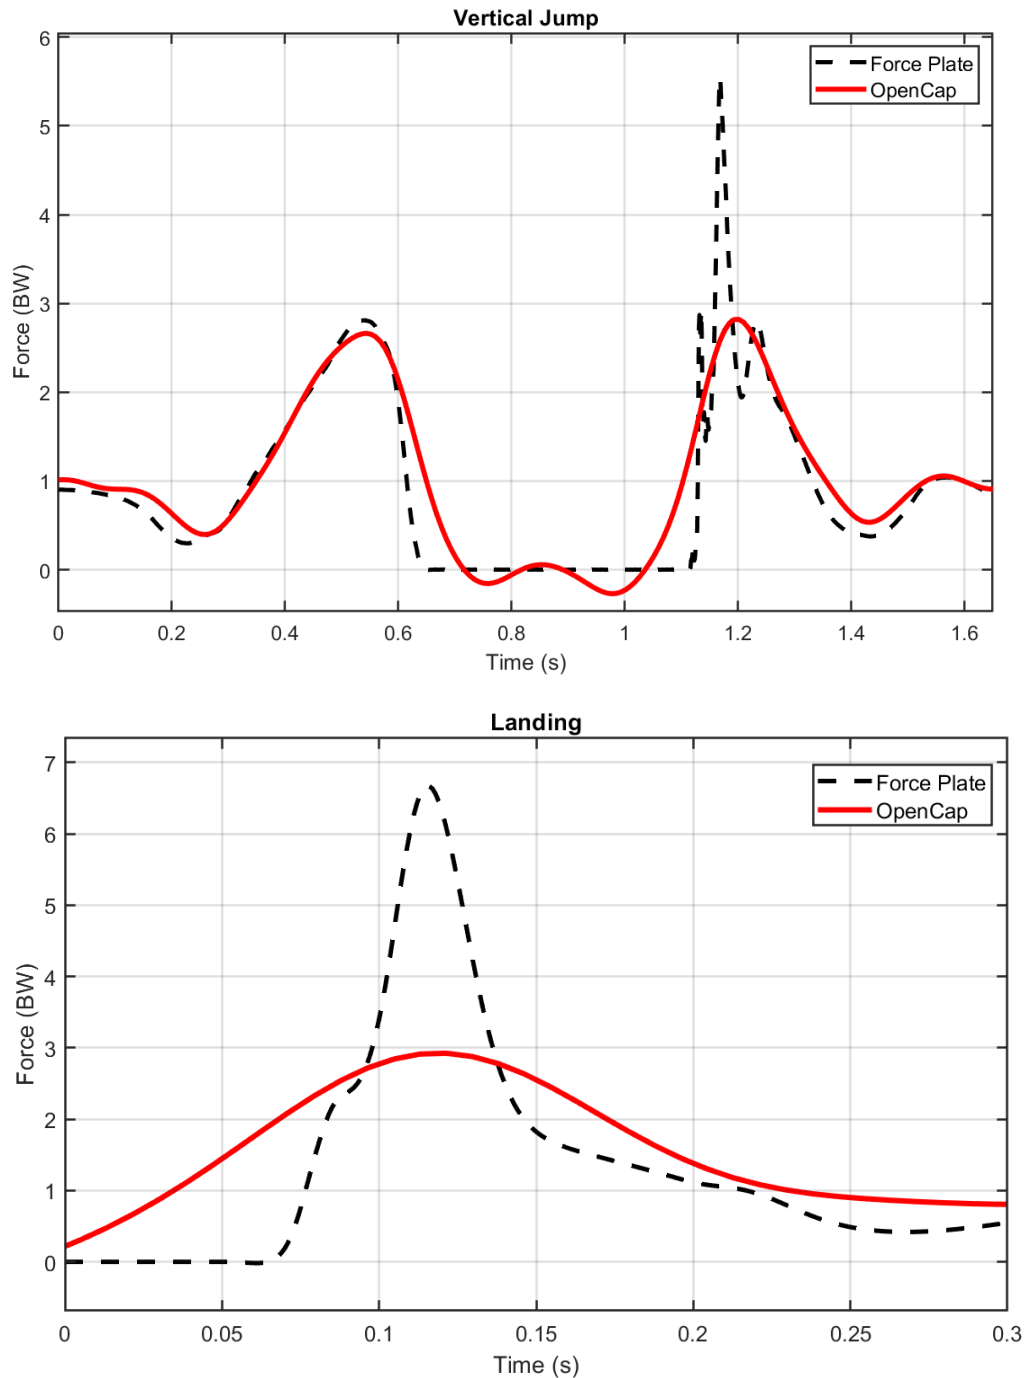 Vertical Jump
6
5
4
3
2
1
0
Force (BW)
Force Plate
OpenCap
0 0.2 0.4 0.6 0.8 1 1.2 1.4 1.6
Time (s)
Landing
7
6
5
4
3
2
1
0
Force (BW)
Force Plate
OpenCap
0 0.05 0.1 0.15 0.2 0.25 0.3
Time (s)